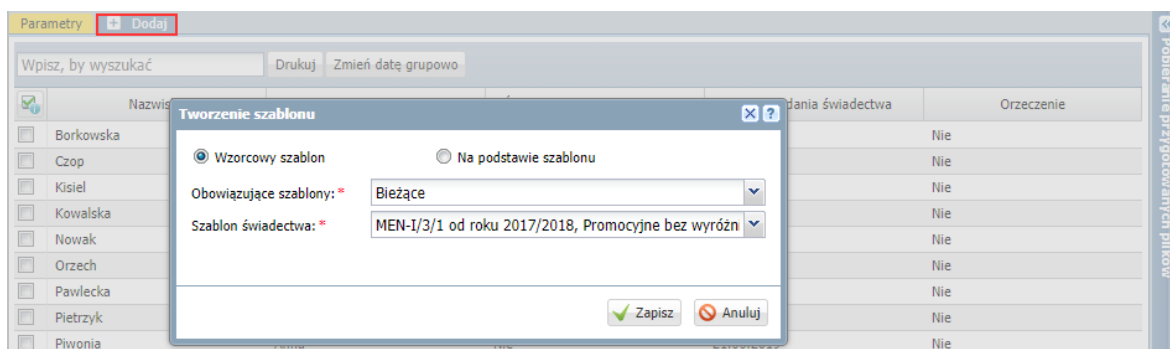 Parametry Dodaj
Wpisz, by wyszukać Drukuj Zmień datę grupowo
Orzeczenie
Tworzenie szablonu
Wzorcowy szablon Na podstawie szablonu
Obowiązujące szablony: * Bieżące
Szablon świadectwa: * MEN-I/3/1 od roku 2017/2018, Promocyjne bez wyróżn
Zapisz Anuluj
świadectwa
Borkowska Nie
Czop Nie
Kisiel Nie
Kowalska Nie
Nowak Nie
Orzech Nie
Pawlecka Nie
Pietrzyk Nie
Piwonia Nie
Pobieranie przygotowanych plików